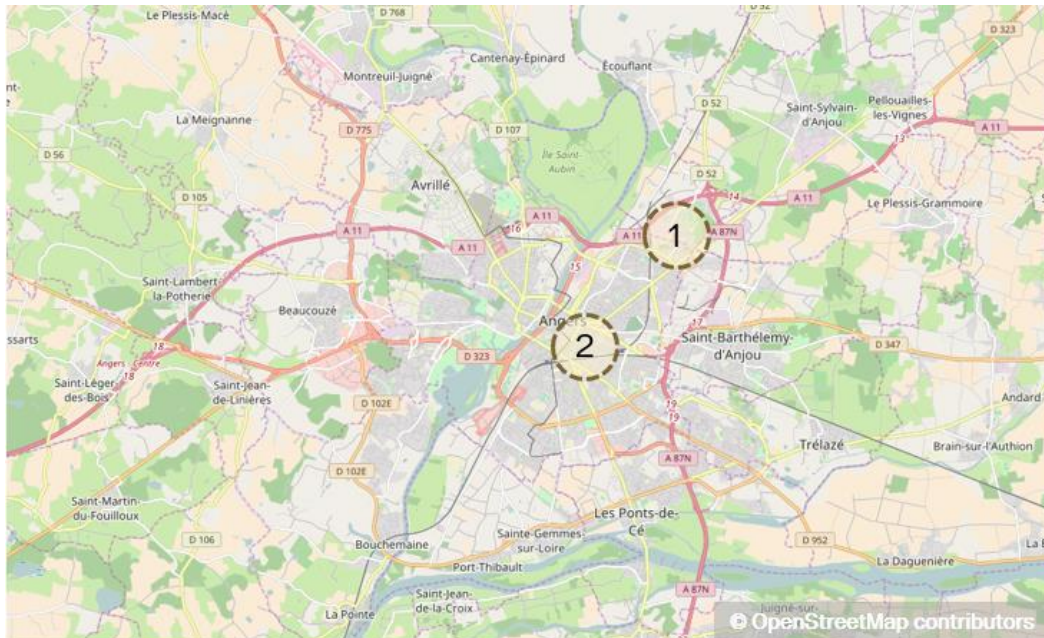 Le Plessis-Macé
D 768
D 52
D 323
Cantenay-Épinard
Écouflant
Montreuil-Juigné
D 52
Saint-Sylvain-
d'Anjou
Pellouailles-
les-Vignes
La Meignanne
D 775
D 107
A 11
13
D 56
Île Saint-
Aubin
D 52
Avrillé
14
A 11
D 105
Le Plessis-Grammoire
A 11
16
A 11
A 11
1
A 87N
A 11
15
Saint-Lambert-
la-Potherie
Beaucouzé
Angers
17
18
2
Saint-Barthélemy-
d'Anjou
D 347
essarts
Angers Centre
18
D 323
Saint-Léger-
des-Bois
Saint-Jean-
de-Linières
D 102E
19
19
Andard
Trélazé
Brain-sur-l'Authion
D 102E
A 87N
Saint-Martin-
du-Fouilloux
Les Ponts-de-
Cé
D 106
Bouchemaine
Sainte-Gemmes-
sur-Loire
D 952
La Daguenière
Port-Thibault
A 87N
Saint-Jean-
de-la-Croix
La Pointe
Juigné-sur-
© OpenStreetMap contributors